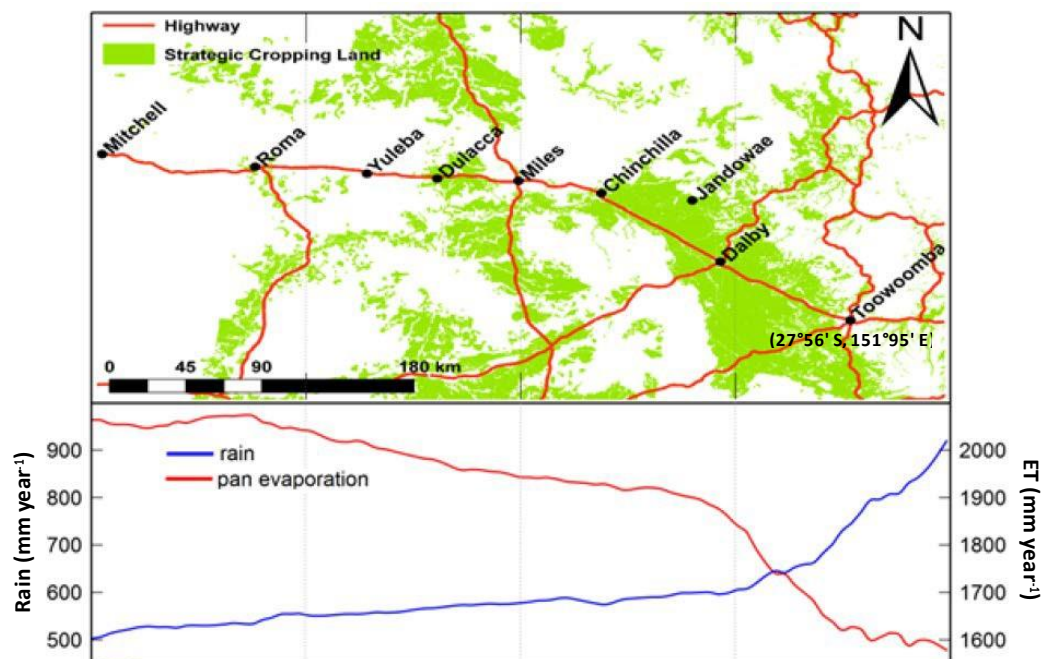 Highway
Strategic Cropping Land
N
Mitchell
Roma
Yuleba
Dulacca
Miles
Chinchilla
Jandowae
Dalby
Toowoomba
(27°56' S, 151°95' E)
0 45 90 180 km
rain
pan evaporation
Rain (mm year-1)
900
800
700
600
500
2000
1900
1800
1700
1600
ET (mm year-1)